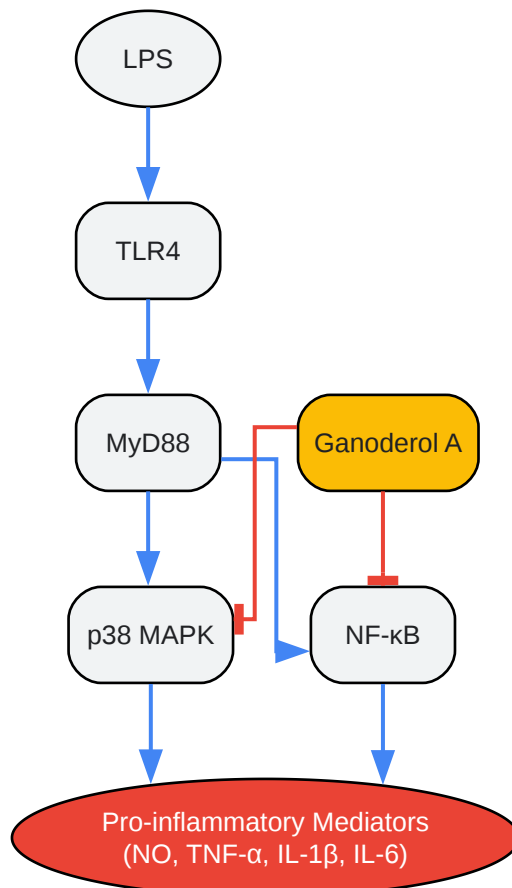 LPS
TLR4
MyD88
Ganoderol A
p38 MAPK
NF-κB
Pro-inflammatory Mediators
(NO, TNF-α, IL-1β, IL-6)